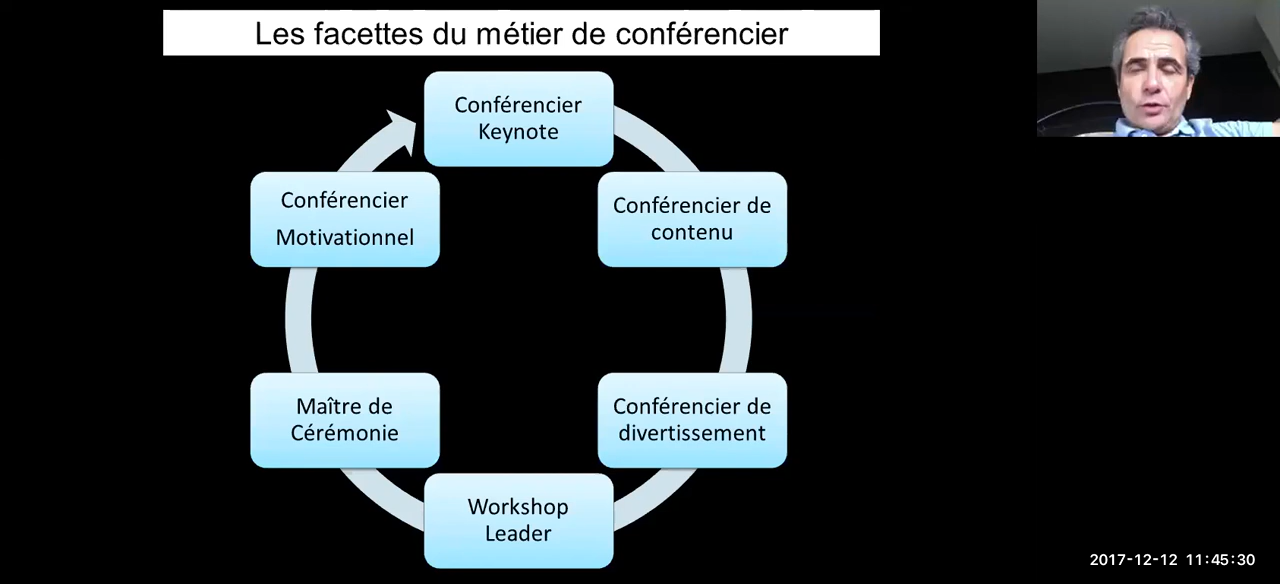 Les facettes du métier de conférencier
Conférencier
Keynote
Conférencier de
contenu
Conférencier de
divertissement
Workshop
Leader
Maître de
Cérémonie
Conférencier
Motivationnel
2017-12-12 11:45:30